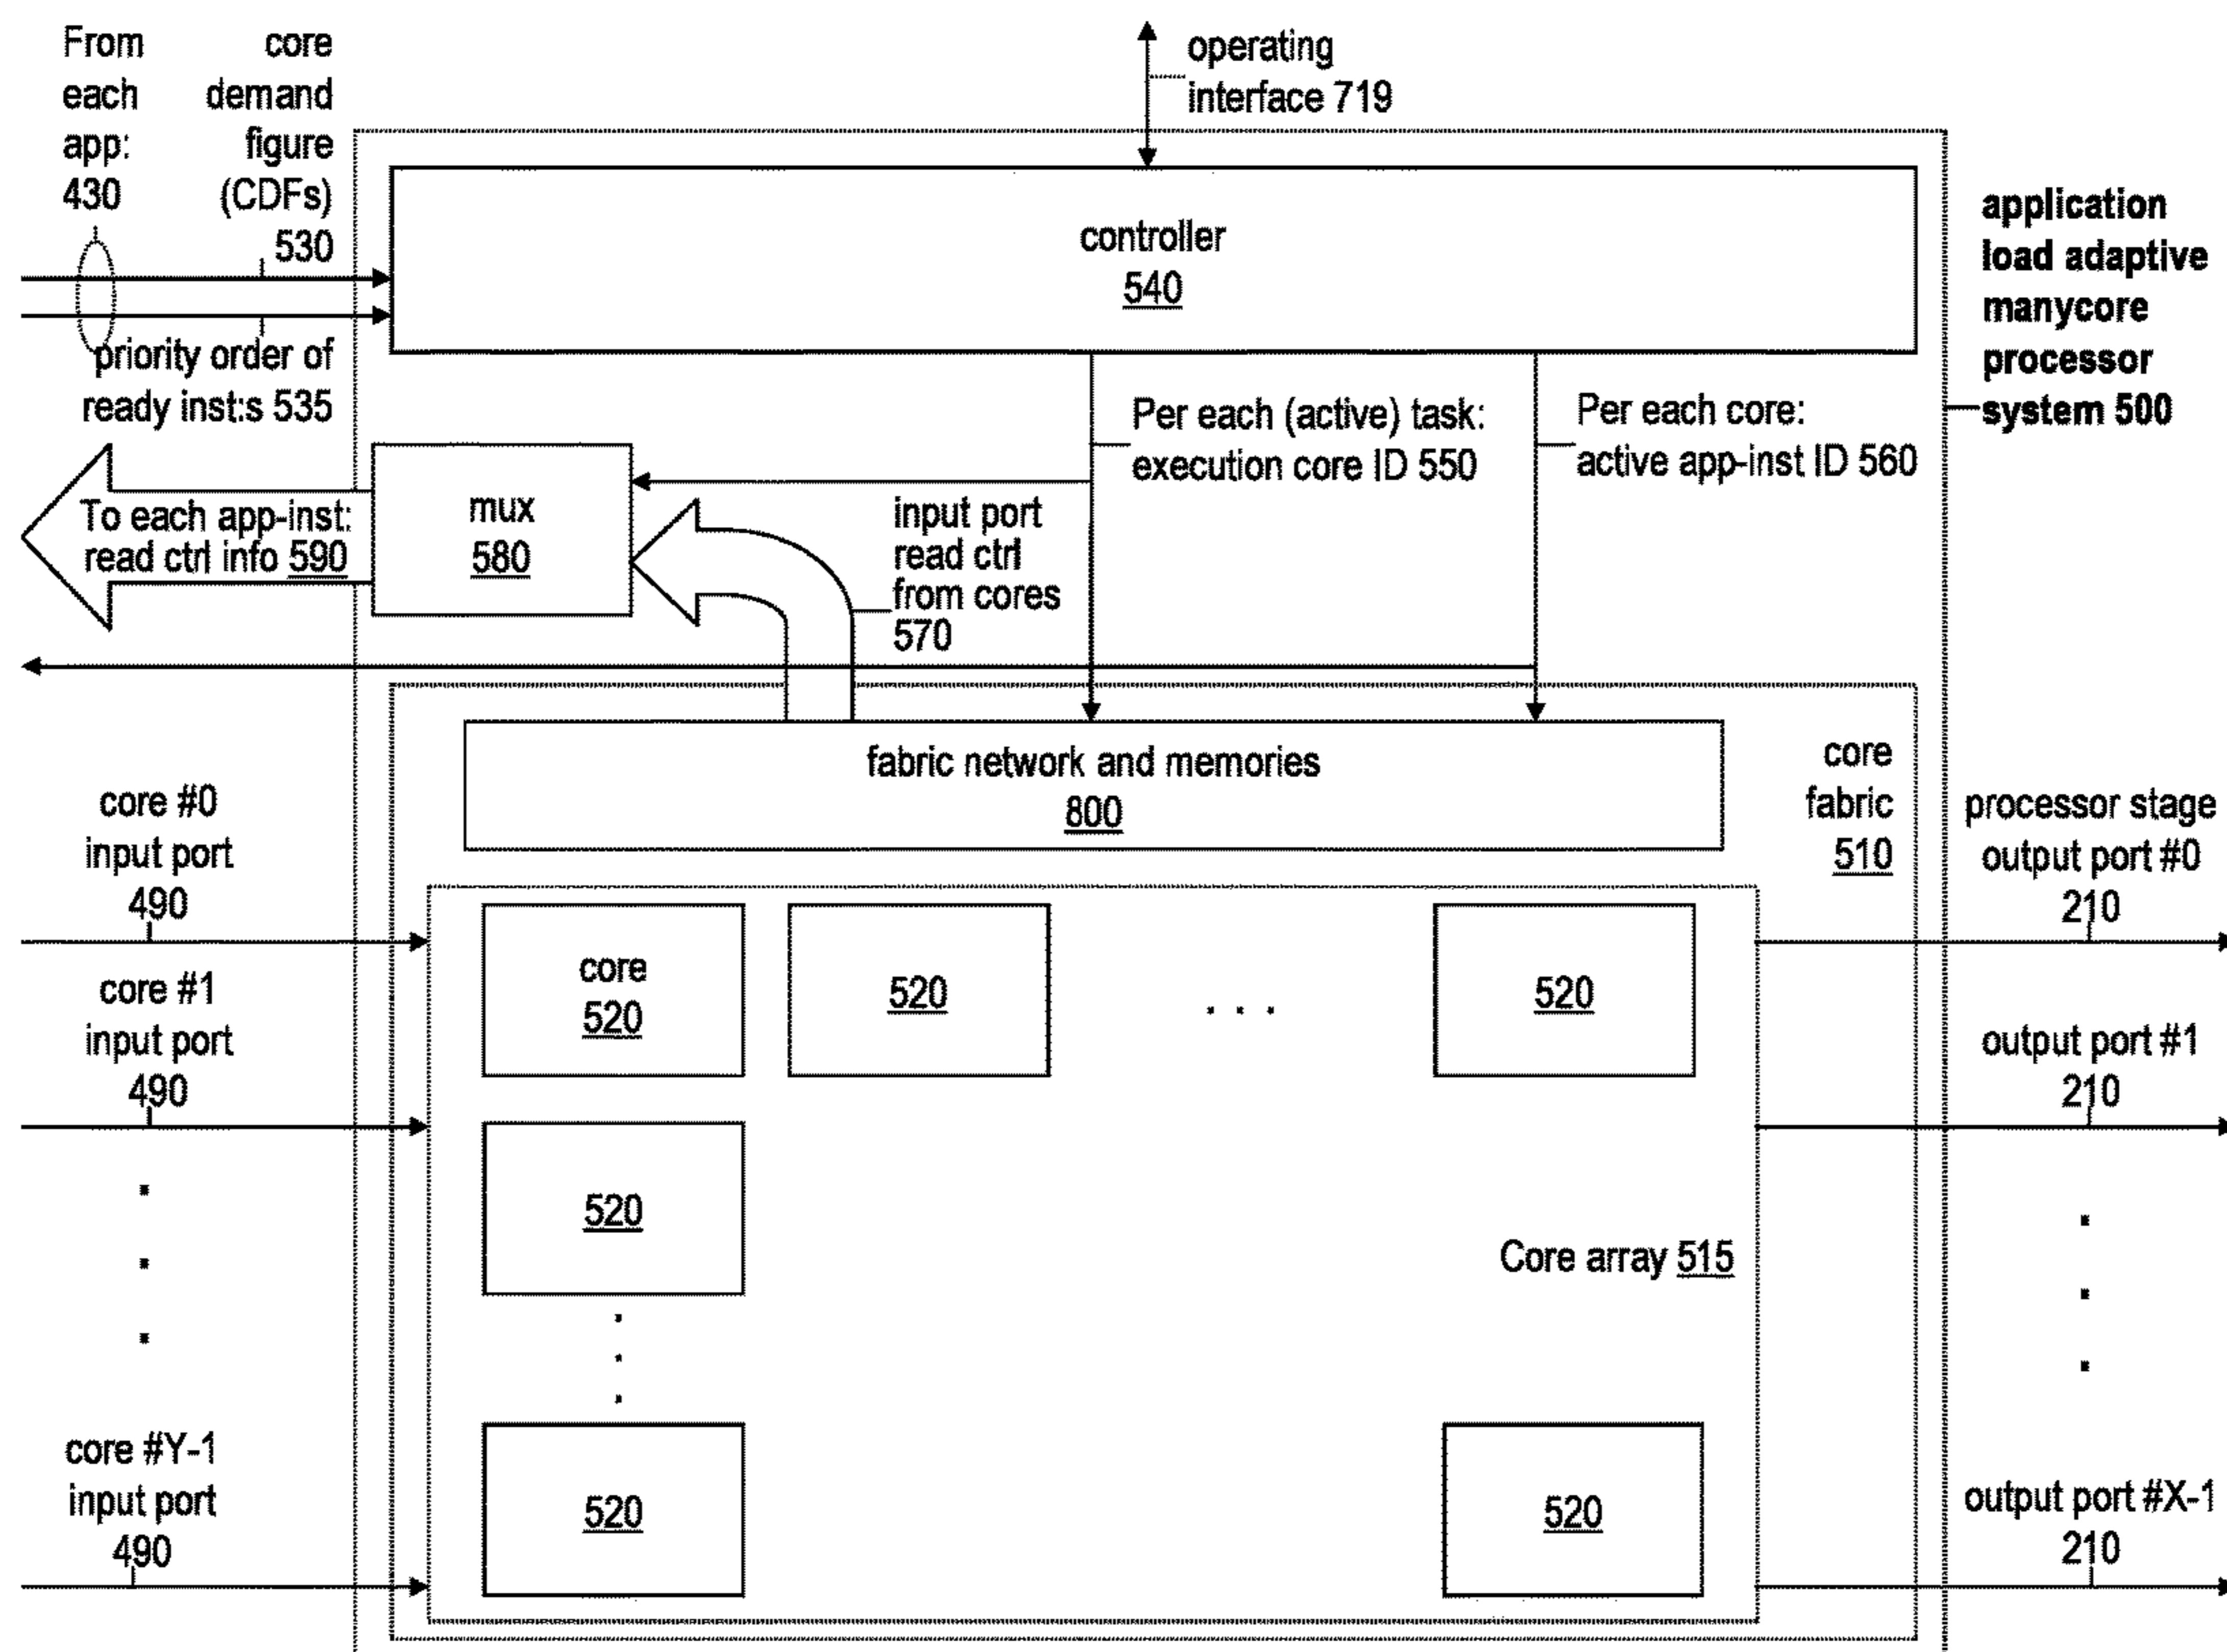 From
each
app:
430
core
demand
figure
(CDFs)
530
operating
interface 719
controller
540
application
load adaptive
manycore
processor
system 500
priority order of
ready inst:s 535
Per each (active) task:
execution core ID 550
Per each core:
active app-inst ID 560
To each app-inst:
read ctrl info 590
mux
580
input port
read ctrl
from cores
570
fabric network and memories
800
core
fabric
510
core #0
input port
490
core #1
input port
490
.
.
.
core #Y-1
input port
490
core
520
520
. . .
520
520
.
.
.
520
520
Core array 515
processor stage
output port #0
210
output port #1
210
.
.
.
output port #X-1
210